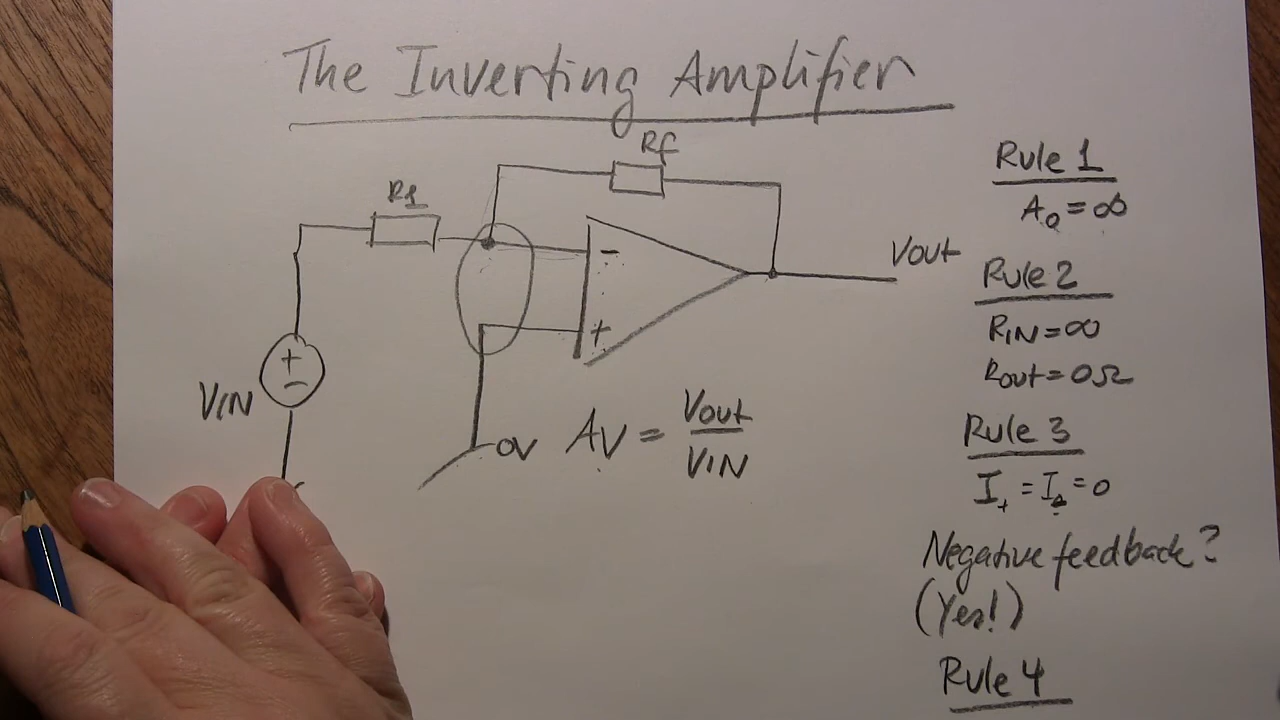 The Inverting Amplifier
Rf
R1
-
+
Vout
+
-
VIN
0V
Av = Vout
VIN
Rule 1
A0 = ∞
Rule 2
RIN = ∞
Rout = 0Ω
Rule 3
I+ = I- = 0
Negative feedback?
(Yes!)
Rule 4